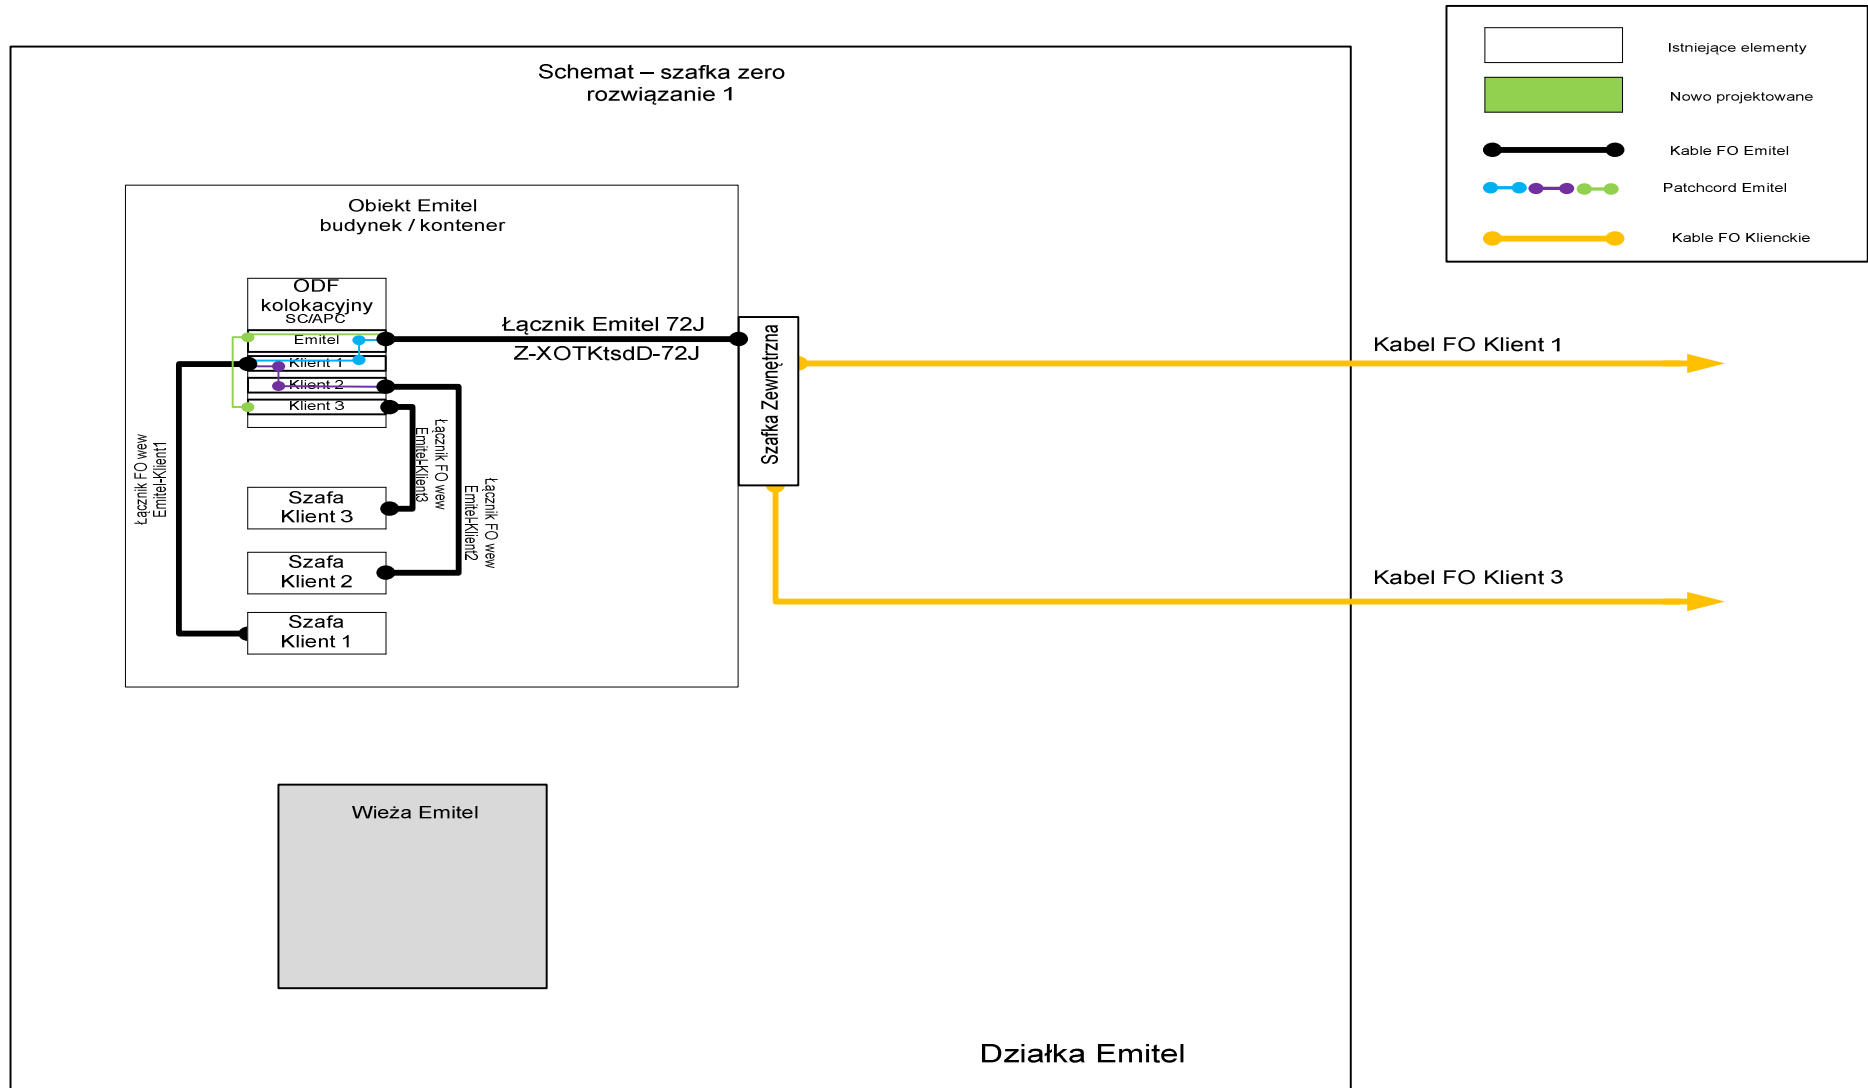 Istniejące elementy
Nowo projektowane
Kable FO Emitel
Patchcord Emitel
Kable FO Klienckie
Schemat – szafka zero
rozwiązanie 1
Obiekt Emitel
budynek / kontener
ODF
kolokacyjny
SC/APC
Emitel
Klient 1
Klient 2
Klient 3
Łącznik Emitel 72J
Z-XOTKtsdD-72J
Szafka Zewnętrzna
Kabel FO Klient 1
Kabel FO Klient 3
Łącznik FO wew
Emitel-Klient1
Łącznik FO wew
Emitel-Klient3
Łącznik FO wew
Emitel-Klient2
Szafa
Klient 3
Szafa
Klient 2
Szafa
Klient 1
Wieża Emitel
Działka Emitel